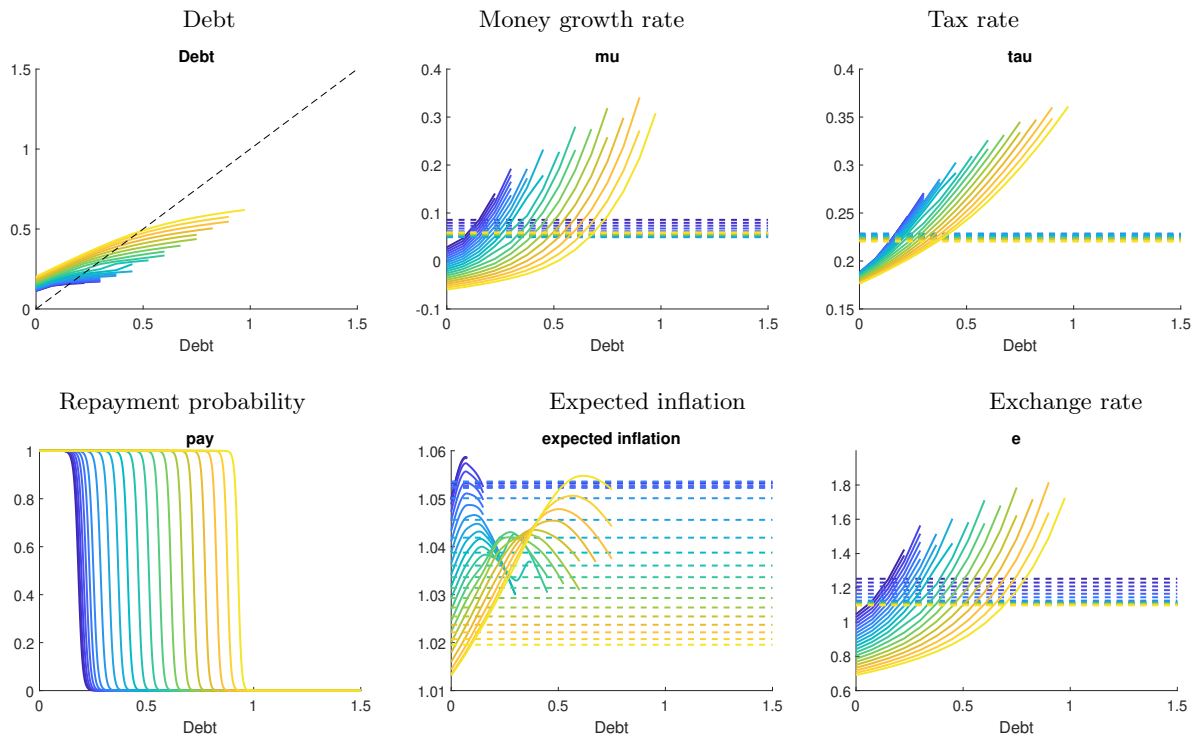 Debt Money growth rate Tax rate
Debt mu tau
1.5
1
0.5
0
0 0.5 1 1.5
Debt
0.4
0.3
0.2
0.1
0
-0.1
0 0.5 1 1.5
Debt
0.4
0.35
0.3
0.25
0.2
0.15
0 0.5 1 1.5
Debt
Repayment probability Expected inflation Exchange rate
pay expected inflation e
1
0.8
0.6
0.4
0.2
0
0 0.5 1 1.5
Debt
1.06
1.05
1.04
1.03
1.02
1.01
0 0.5 1 1.5
Debt
1.8
1.6
1.4
1.2
1
0.8
0.6
0 0.5 1 1.5
Debt